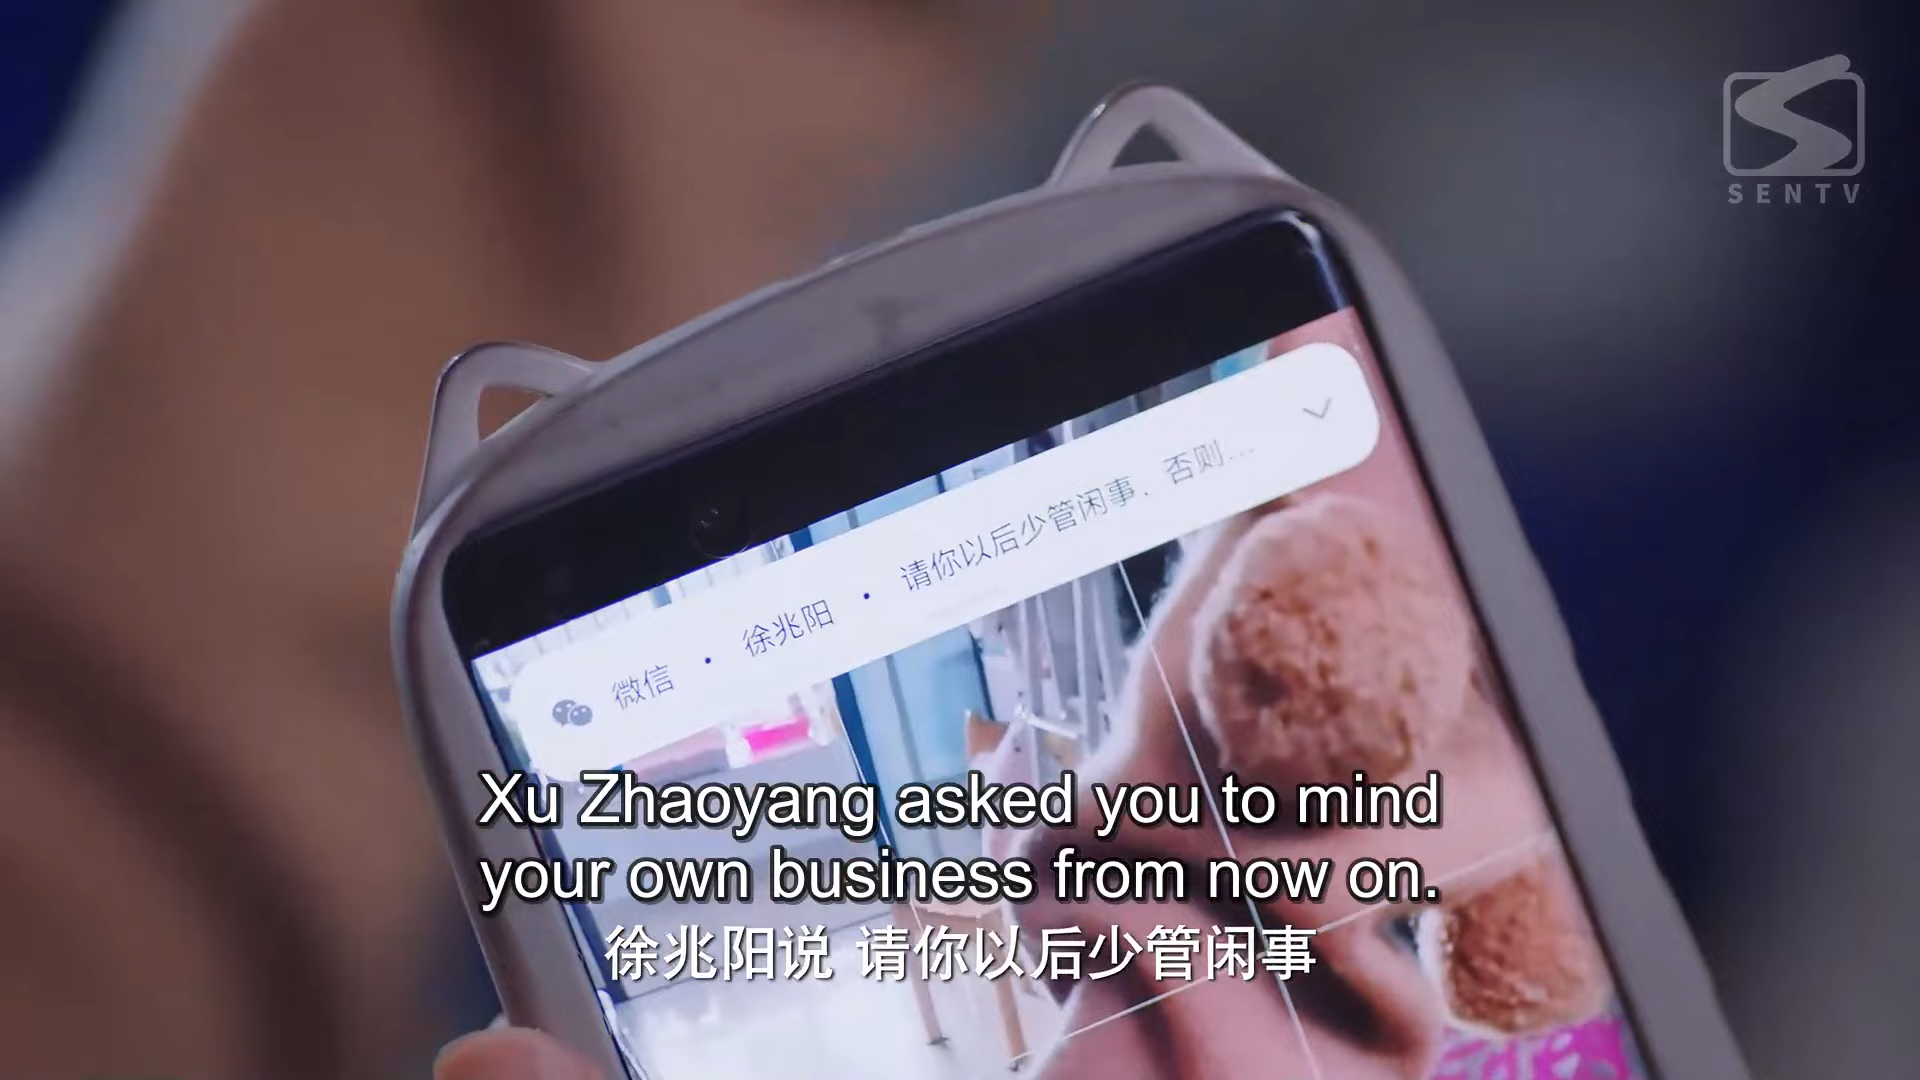 SENTV
微信 · 徐兆阳 · 请你以后少管闲事，否则...
Xu Zhaoyang asked you to mind
your own business from now on.
徐兆阳说 请你以后少管闲事